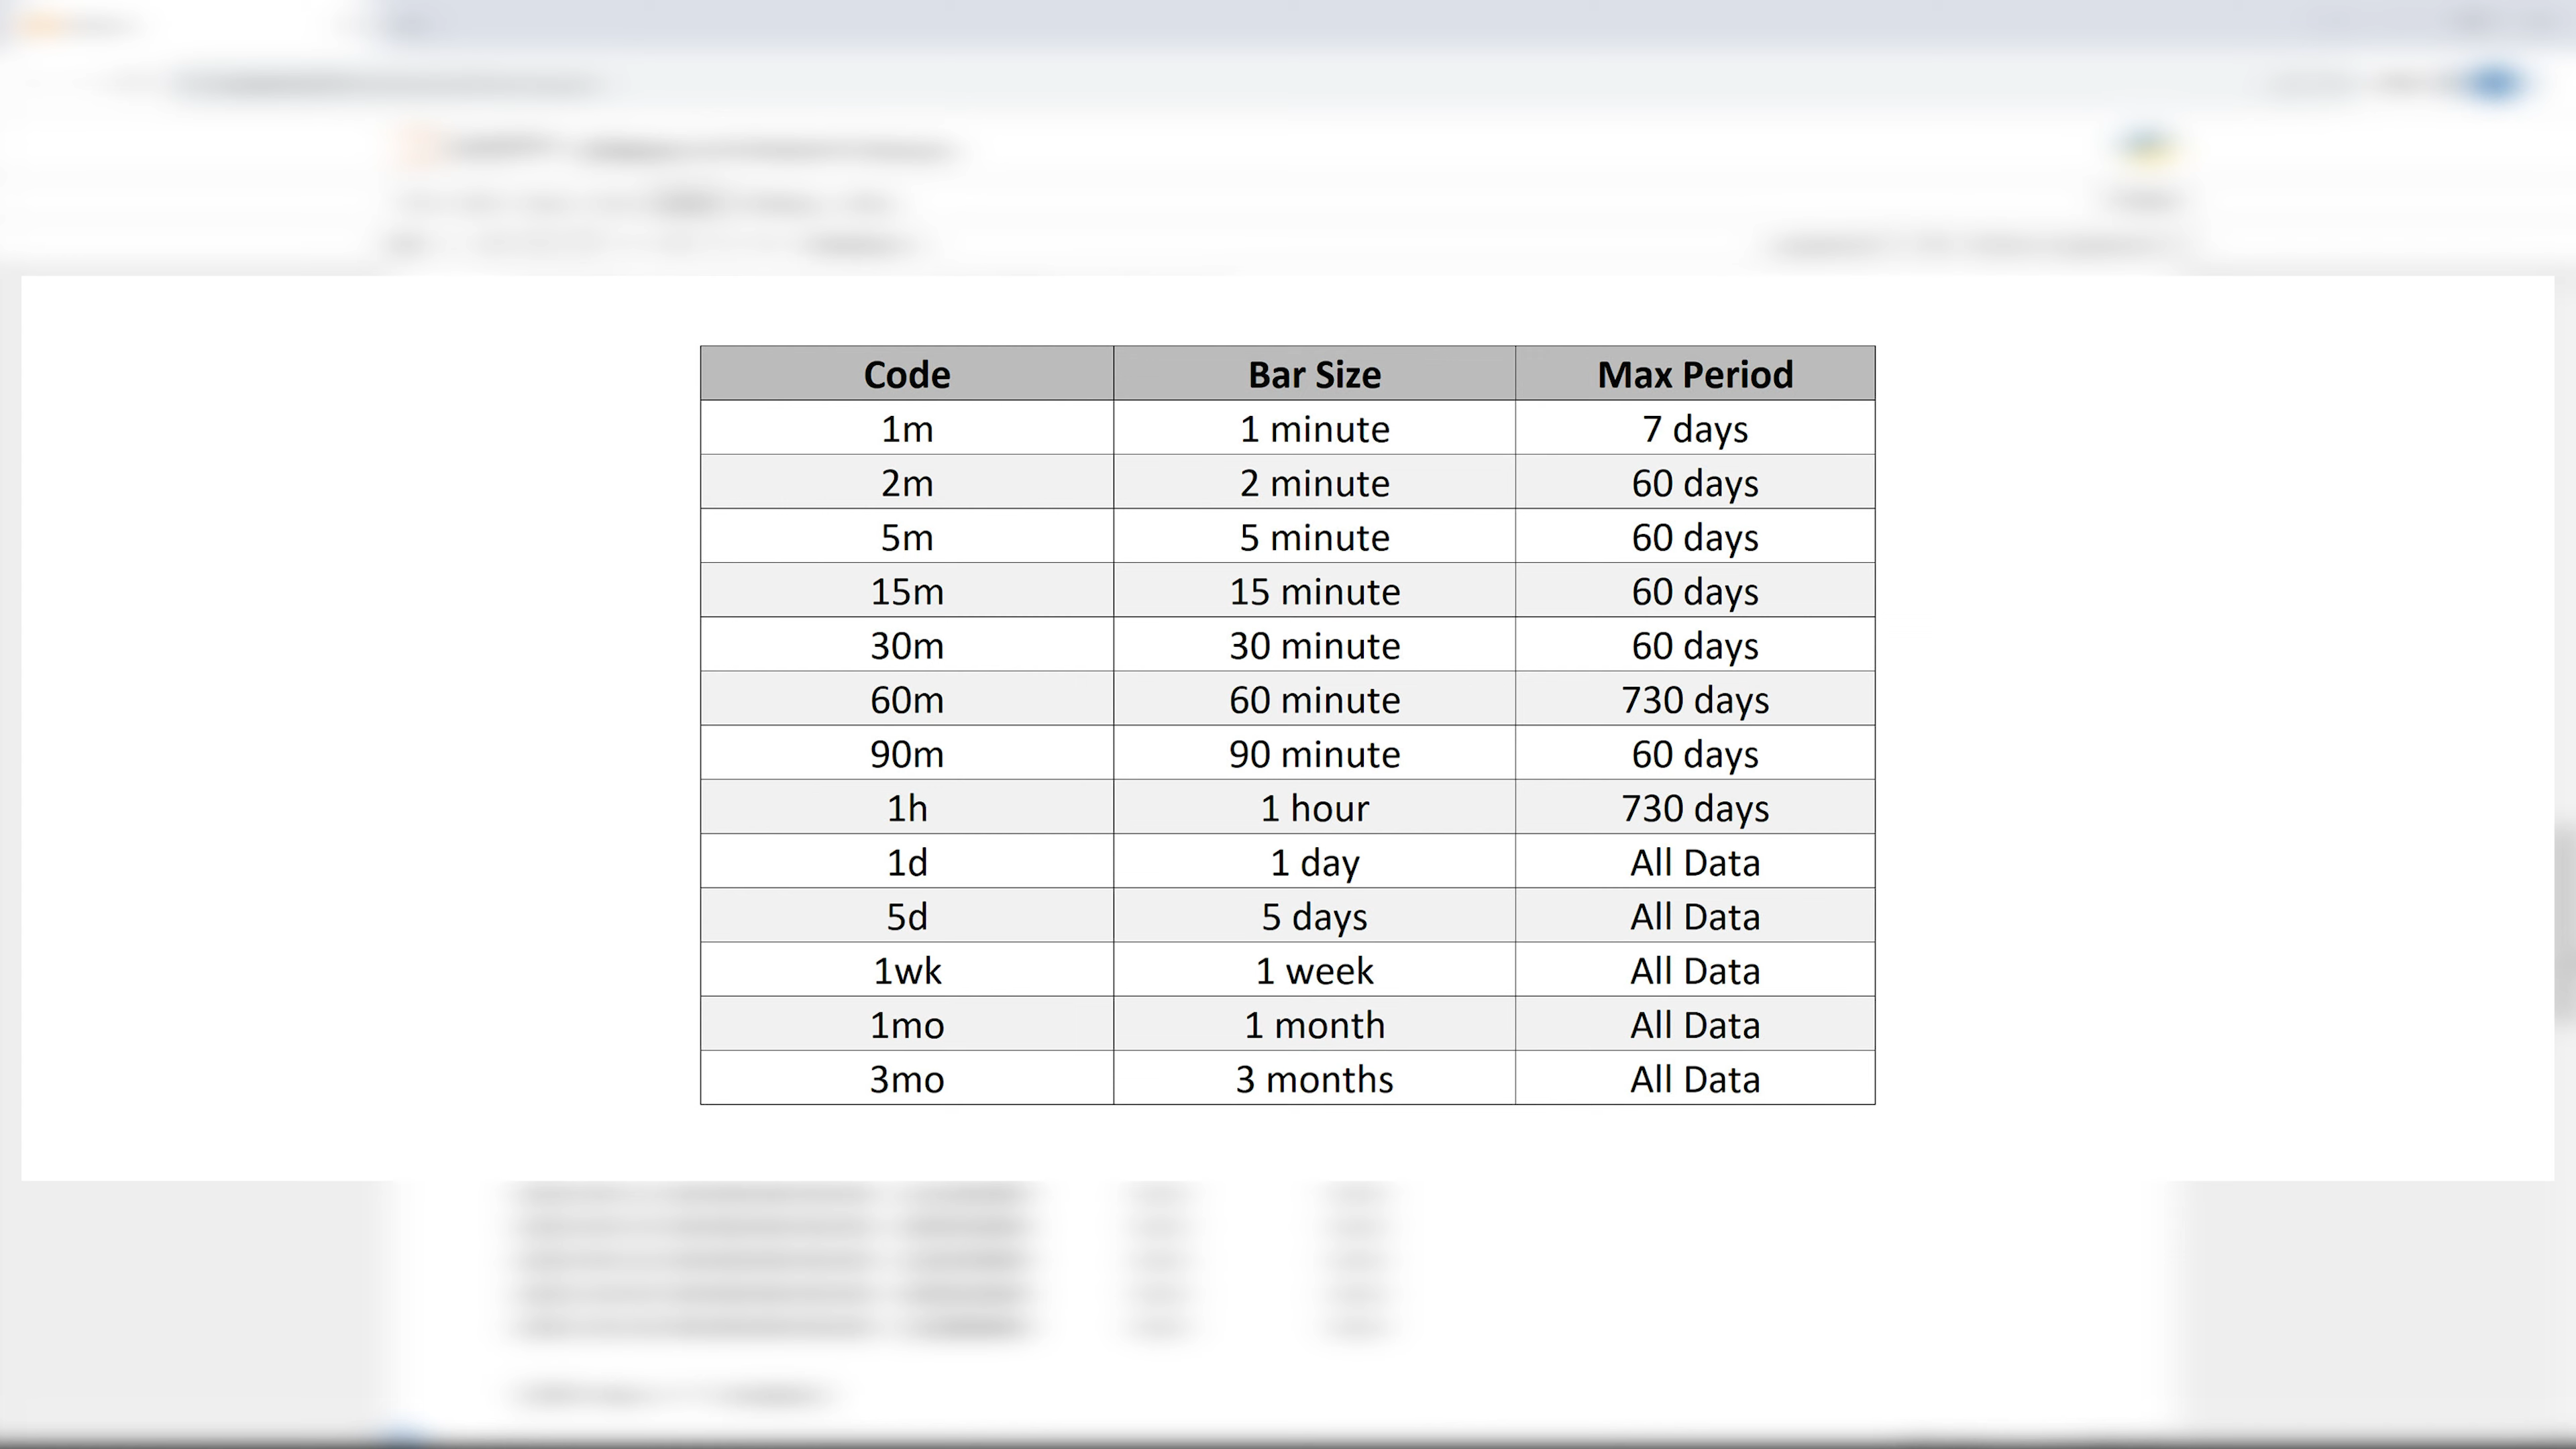 Code Bar Size Max Period
1m 1 minute 7 days
2m 2 minute 60 days
5m 5 minute 60 days
15m 15 minute 60 days
30m 30 minute 60 days
60m 60 minute 730 days
90m 90 minute 60 days
1h 1 hour 730 days
1d 1 day All Data
5d 5 days All Data
1wk 1 week All Data
1mo 1 month All Data
3mo 3 months All Data